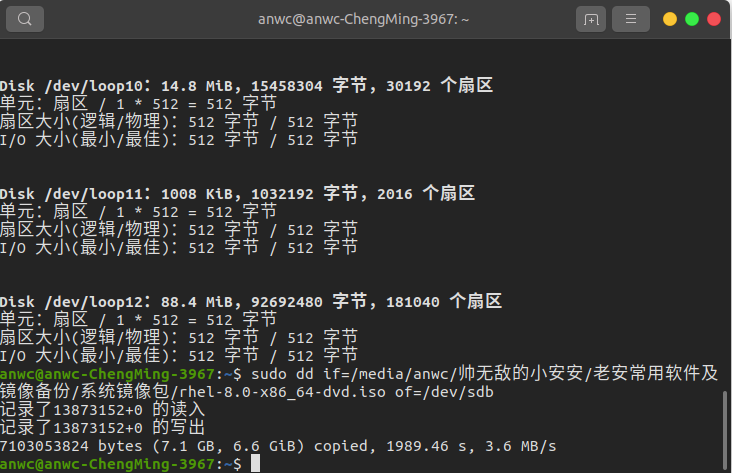 anwc@anwc-ChengMing-3967: ~
Disk /dev/loop10：14.8 MiB，15458304 字节，30192 个扇区
单元：扇区 / 1 * 512 = 512 字节
扇区大小(逻辑/物理)：512 字节 / 512 字节
I/O 大小(最小/最佳)：512 字节 / 512 字节
Disk /dev/loop11：1008 KiB，1032192 字节，2016 个扇区
单元：扇区 / 1 * 512 = 512 字节
扇区大小(逻辑/物理)：512 字节 / 512 字节
I/O 大小(最小/最佳)：512 字节 / 512 字节
Disk /dev/loop12：88.4 MiB，92692480 字节，181040 个扇区
单元：扇区 / 1 * 512 = 512 字节
扇区大小(逻辑/物理)：512 字节 / 512 字节
I/O 大小(最小/最佳)：512 字节 / 512 字节
anwc@anwc-ChengMing-3967:~$ sudo dd if=/media/anwc/帅无敌的小安安/老安常用软件及
镜像备份/系统镜像包/rhel-8.0-x86_64-dvd.iso of=/dev/sdb
记录了13873152+0 的读入
记录了13873152+0 的写出
7103053824 bytes (7.1 GB, 6.6 GiB) copied, 1989.46 s, 3.6 MB/s
anwc@anwc-ChengMing-3967:~$